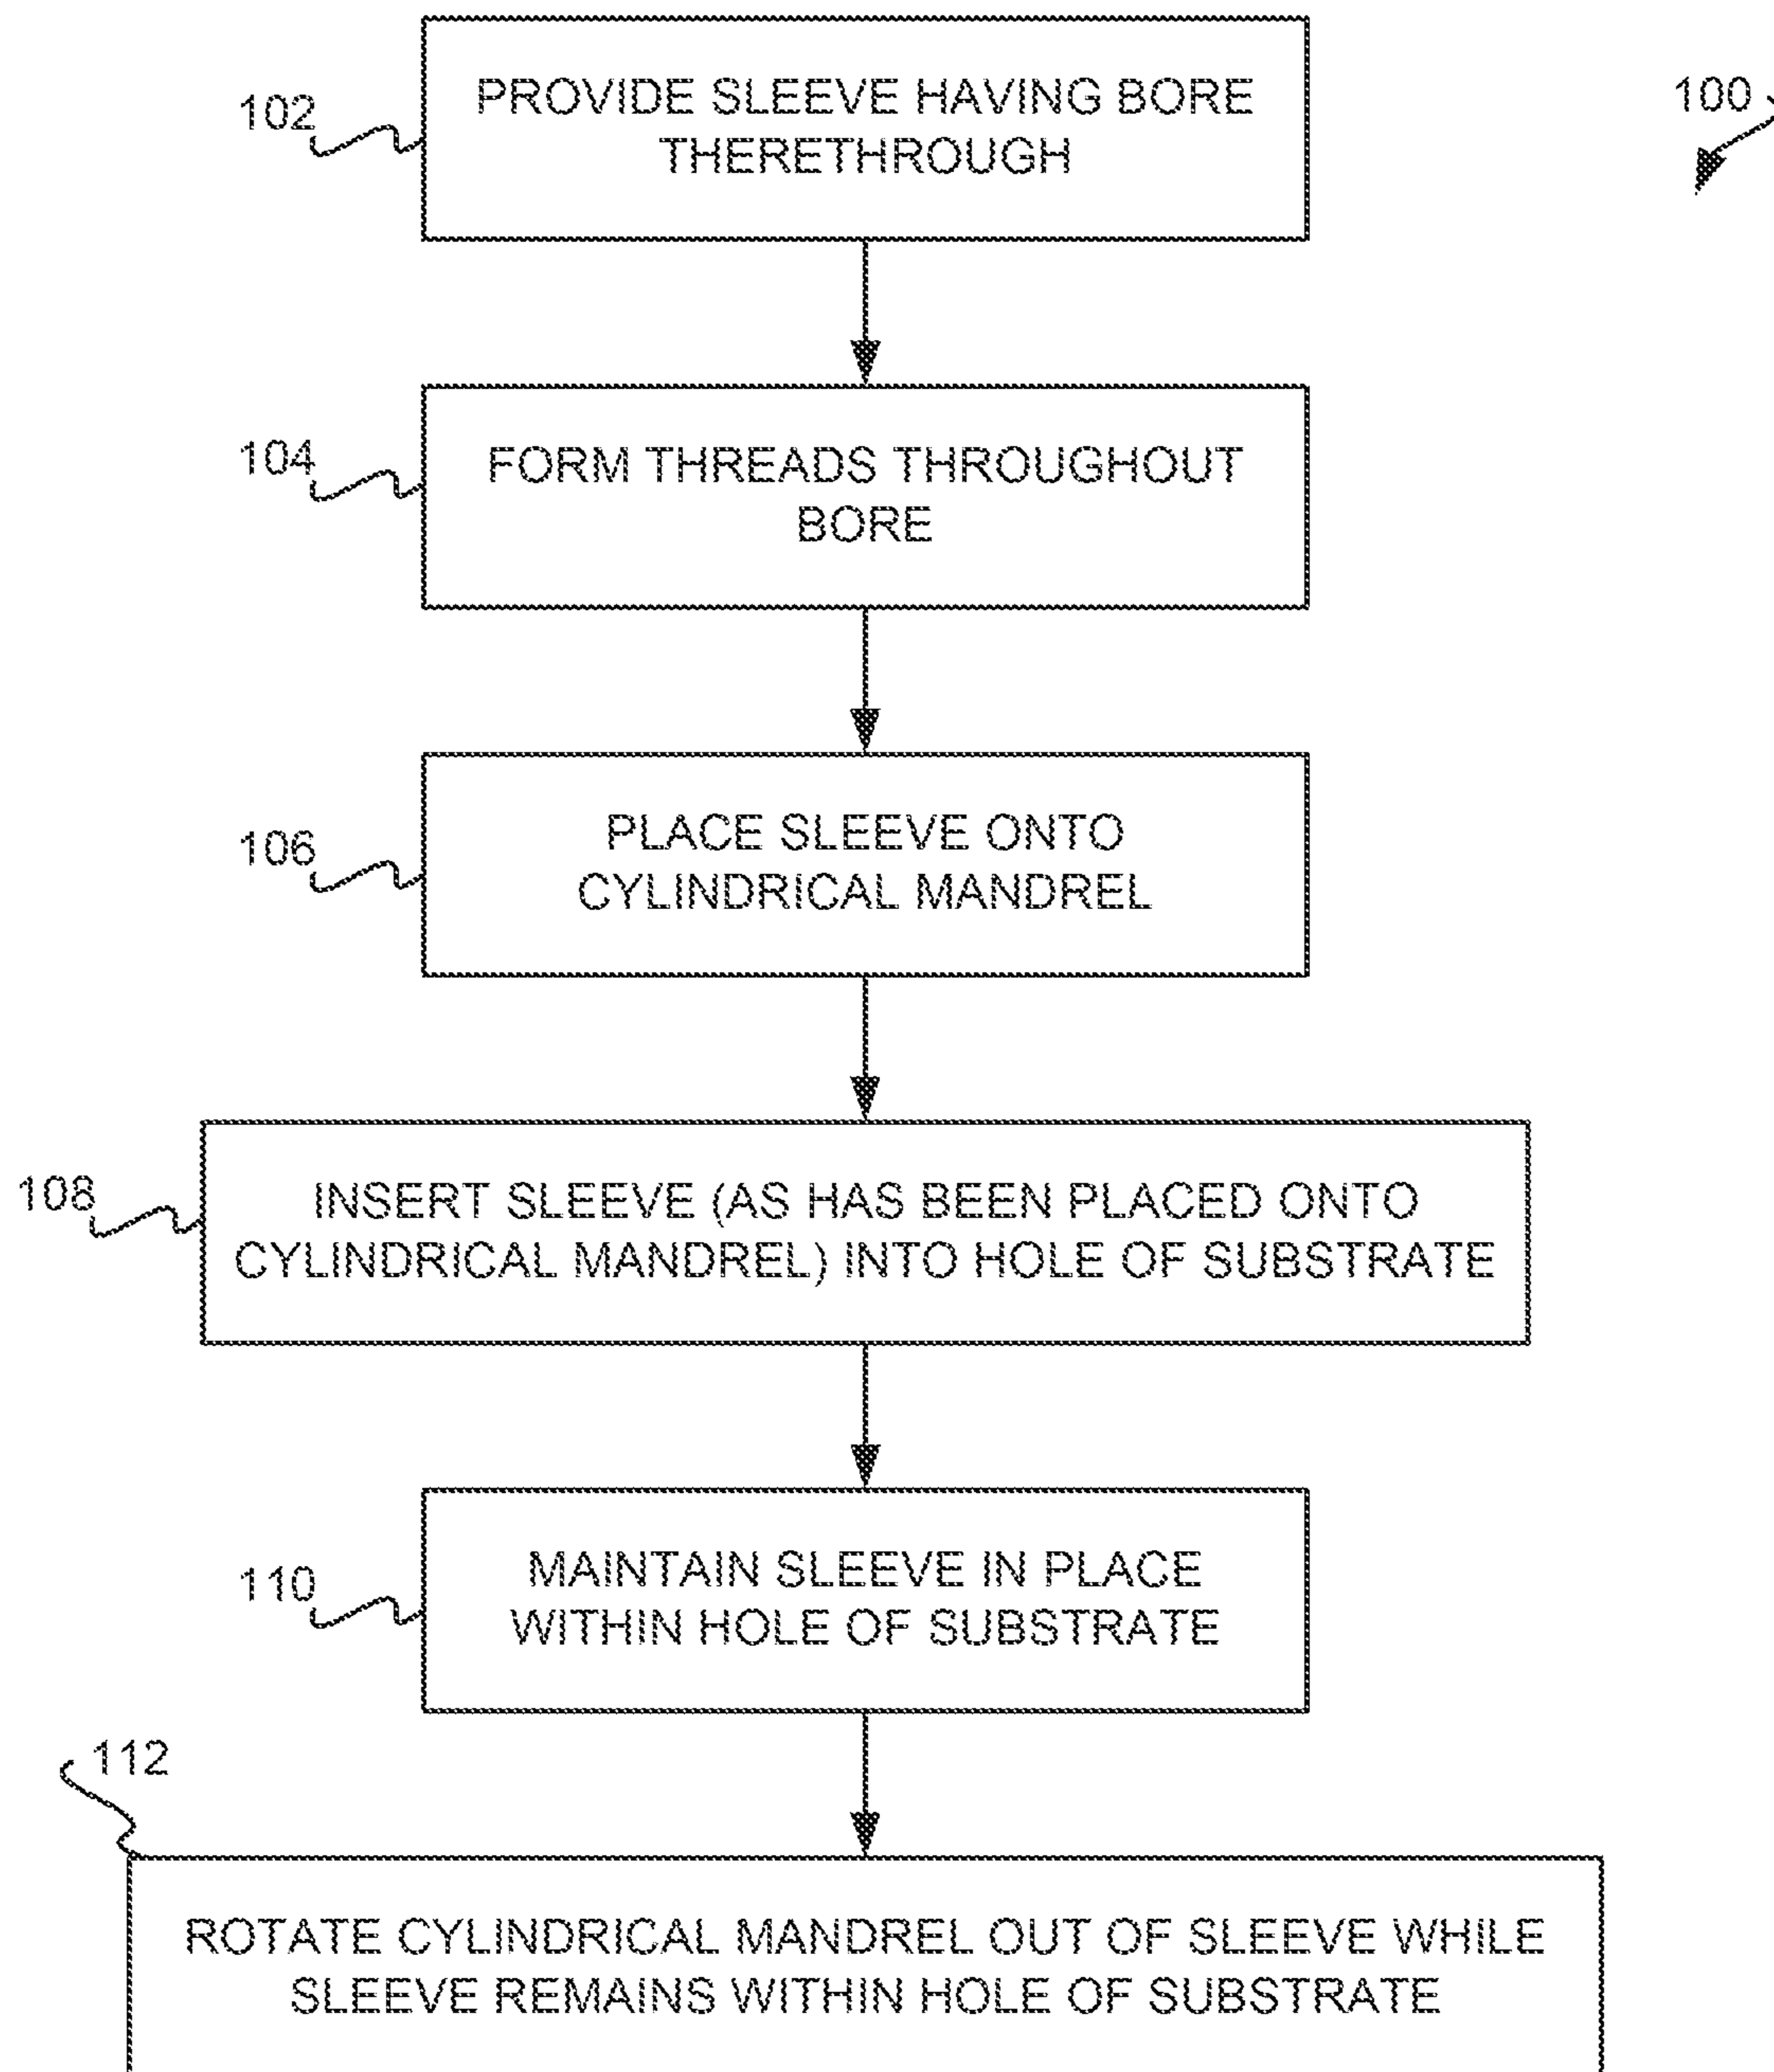 100
102
PROVIDE SLEEVE HAVING BORE
THERETHROUGH
104
FORM THREADS THROUGHOUT
BORE
106
PLACE SLEEVE ONTO
CYLINDRICAL MANDREL
108
INSERT SLEEVE (AS HAS BEEN PLACED ONTO
CYLINDRICAL MANDREL) INTO HOLE OF SUBSTRATE
110
MAINTAIN SLEEVE IN PLACE
WITHIN HOLE OF SUBSTRATE
112
ROTATE CYLINDRICAL MANDREL OUT OF SLEEVE WHILE
SLEEVE REMAINS WITHIN HOLE OF SUBSTRATE